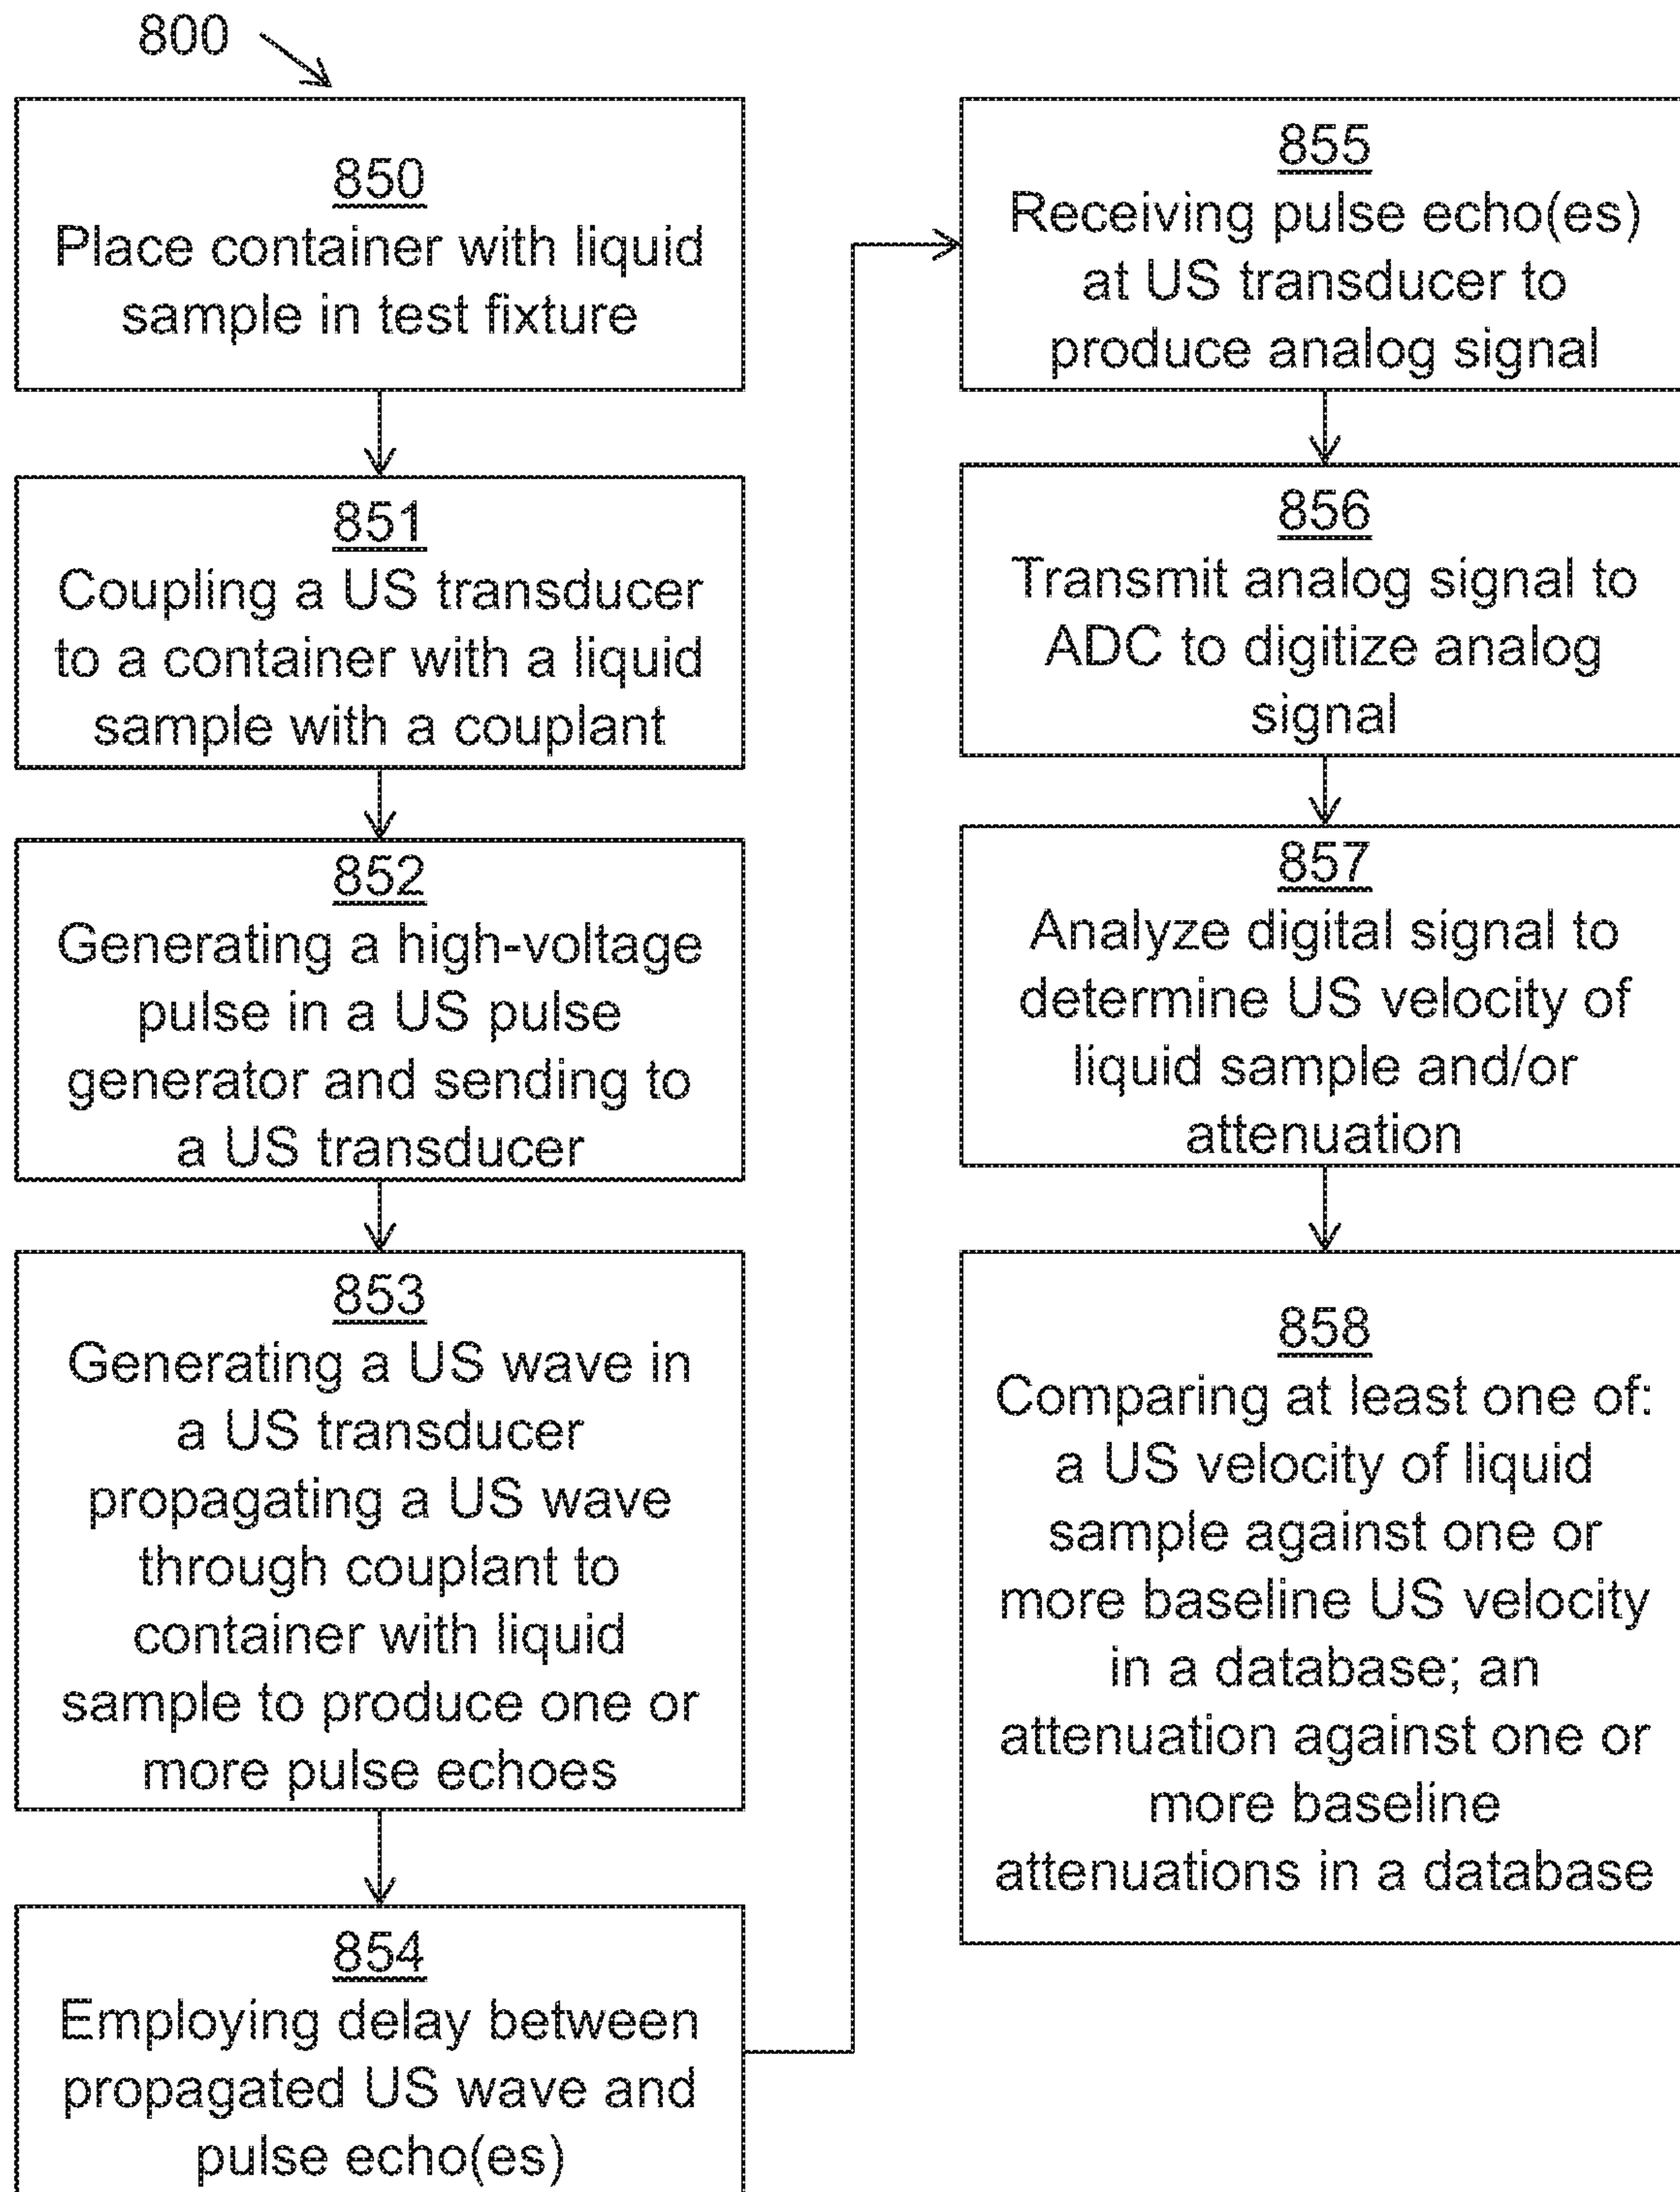 800
850
Place container with liquid
sample in test fixture
851
Coupling a US transducer
to a container with a liquid
sample with a couplant
852
Generating a high-voltage
pulse in a US pulse
generator and sending to
a US transducer
853
Generating a US wave in
a US transducer
propagating a US wave
through couplant to
container with liquid
sample to produce one or
more pulse echoes
854
Employing delay between
propagated US wave and
pulse echo(es)
855
Receiving pulse echo(es)
at US transducer to
produce analog signal
856
Transmit analog signal to
ADC to digitize analog
signal
857
Analyze digital signal to
determine US velocity of
liquid sample and/or
attenuation
858
Comparing at least one of:
a US velocity of liquid
sample against one or
more baseline US velocity
in a database; an
attenuation against one or
more baseline
attenuations in a database